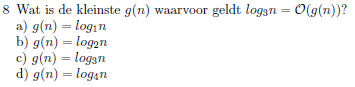 8 Wat is de kleinste g(n) waarvoor geldt log₃n = O(g(n))?
a) g(n) = log₁n
b) g(n) = log₂n
c) g(n) = log₃n
d) g(n) = log₄n